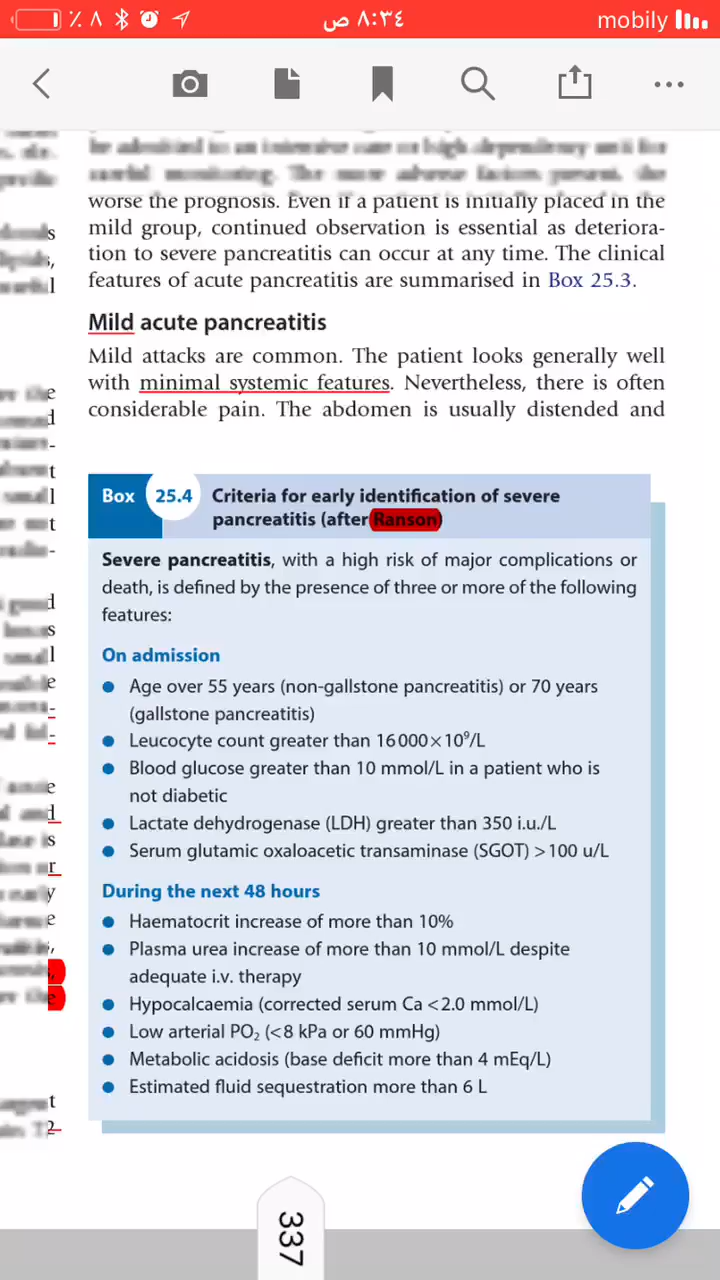 ٪ ٨ ٨:٣٤ ص mobily
worse the prognosis. Even if a patient is initially placed in the
mild group, continued observation is essential as deteriora-
tion to severe pancreatitis can occur at any time. The clinical
features of acute pancreatitis are summarised in Box 25.3.
Mild acute pancreatitis
Mild attacks are common. The patient looks generally well
with minimal systemic features. Nevertheless, there is often
considerable pain. The abdomen is usually distended and
Box 25.4 Criteria for early identification of severe
pancreatitis (after Ranson)
Severe pancreatitis, with a high risk of major complications or
death, is defined by the presence of three or more of the following
features:
On admission
● Age over 55 years (non-gallstone pancreatitis) or 70 years
(gallstone pancreatitis)
● Leucocyte count greater than 16 000×10⁹/L
● Blood glucose greater than 10 mmol/L in a patient who is
not diabetic
● Lactate dehydrogenase (LDH) greater than 350 i.u./L
● Serum glutamic oxaloacetic transaminase (SGOT) >100 u/L
During the next 48 hours
● Haematocrit increase of more than 10%
● Plasma urea increase of more than 10 mmol/L despite
adequate i.v. therapy
● Hypocalcaemia (corrected serum Ca <2.0 mmol/L)
● Low arterial PO₂ (<8 kPa or 60 mmHg)
● Metabolic acidosis (base deficit more than 4 mEq/L)
● Estimated fluid sequestration more than 6 L
337